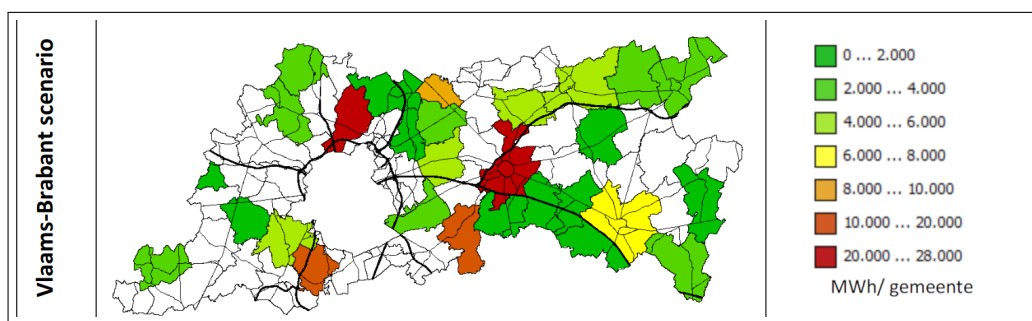 Vlaams-Brabant scenario
0 ... 2.000
2.000 ... 4.000
4.000 ... 6.000
6.000 ... 8.000
8.000 ... 10.000
10.000 ... 20.000
20.000 ... 28.000
MWh/ gemeente